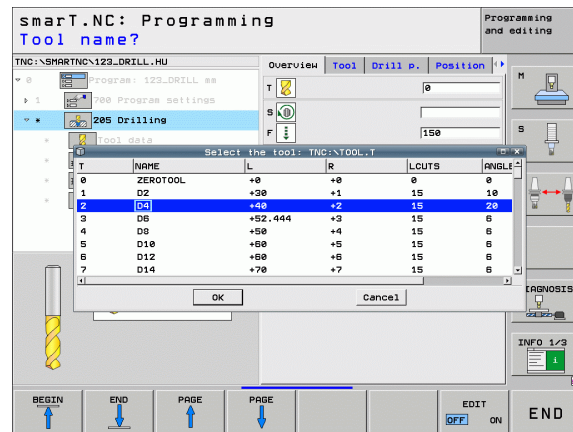 smarT.NC: Programming
Tool name?
Programming
and editing
TNC:\SMARTNC\123_DRILL.HU
Overview Tool Drill p. Position
0 Program: 123_DRILL mm
1 700 Program settings
* 205 Drilling
* Tool data
*
*
*
T 0
S
F 150
M
S
Select the tool: TNC:\TOOL.T
T NAME L R LCUTS ANGLE
0 ZEROTOOL +0 +0 0 0
1 D2 +30 +1 15 10
2 D4 +40 +2 15 20
3 D6 +52.444 +3 15 6
4 D8 +50 +4 15 6
5 D10 +60 +5 15 6
6 D12 +60 +6 15 6
7 D14 +70 +7 15 6
OK Cancel
IAGNOSIS
INFO 1/3
BEGIN END PAGE PAGE EDIT
OFF ON
END